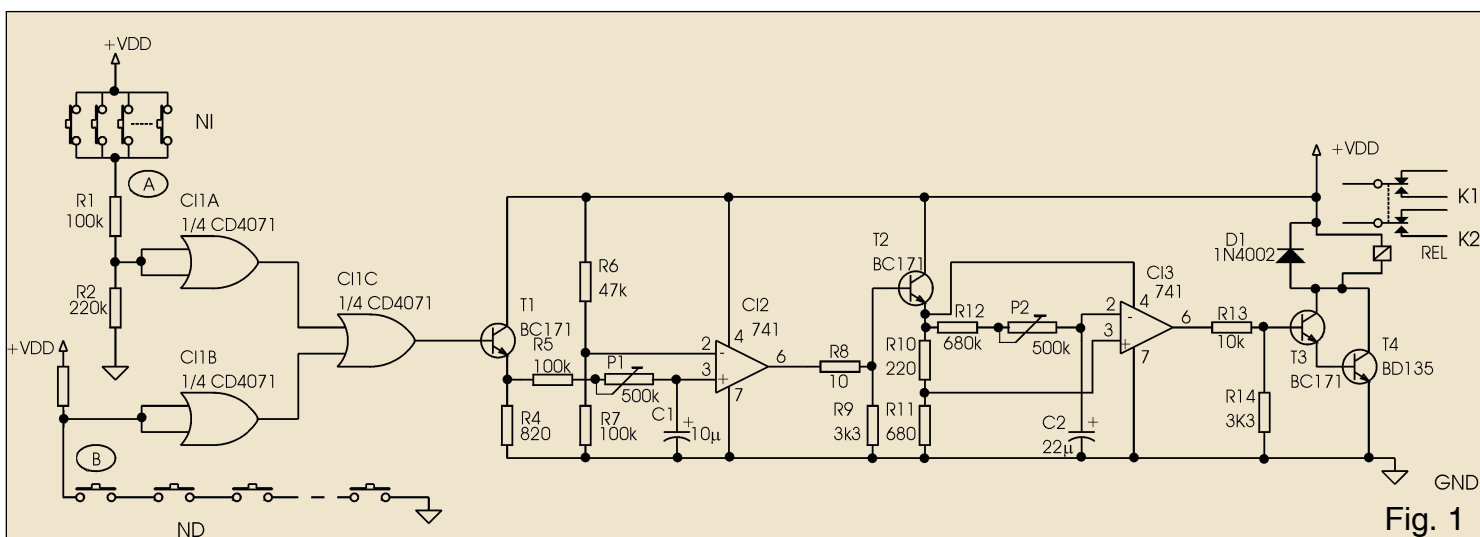 +VDD
NI
A
R1
100k
R2
220k
CI1A
1/4 CD4071
+VDD
CI1B
1/4 CD4071
B
ND
CI1C
1/4 CD4071
T1
BC171
R5
100k
R4
820
R6
47k
P1
500k
R7
100k
C1
+
10µ
CI2
741
2
-
3
+
4
6
7
R8
10
R9
3k3
T2
BC171
R10
220
R11
680
R12
680k
P2
500k
C2
+
22µ
CI3
741
2
-
3
+
4
6
7
R13
10k
R14
3K3
T3
BC171
T4
BD135
D1
1N4002
+VDD
K1
K2
REL
GND
Fig. 1